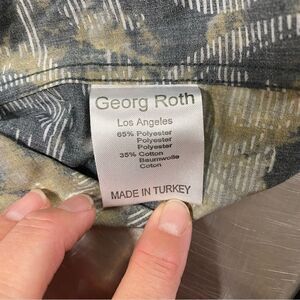 Georg Roth
Los Angeles
65% Polyester
Polyester
Polyester
35% Cotton
Baumwolle
Coton
MADE IN TURKEY